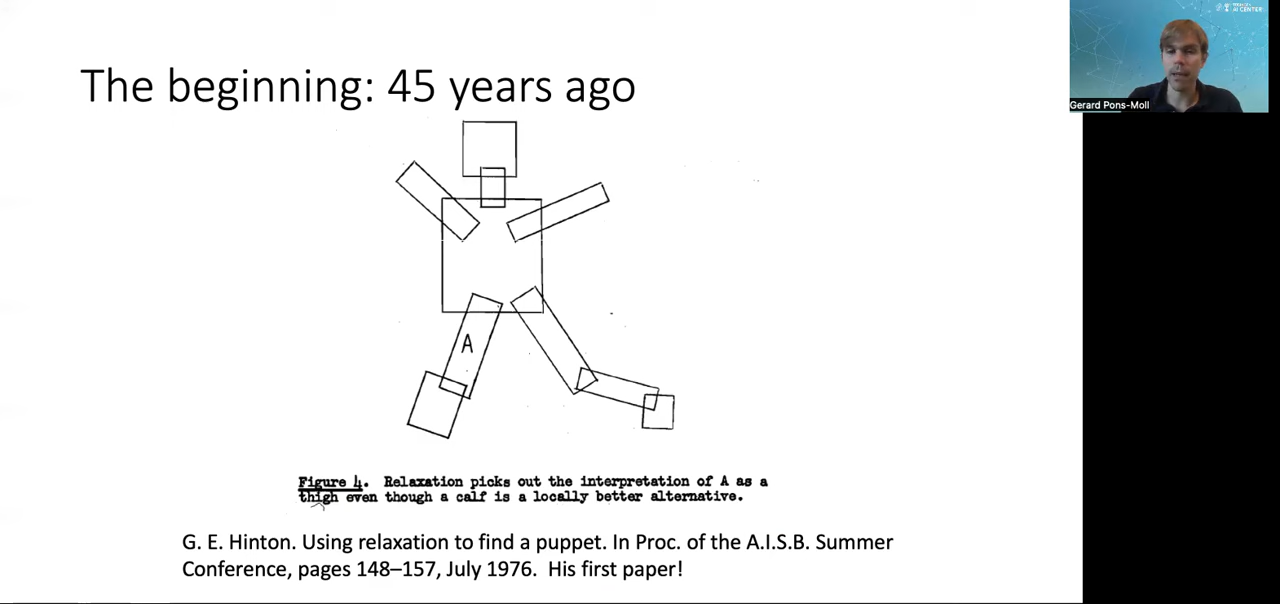 AI CENTER
The beginning: 45 years ago
Gerard Pons-Moll
A
Figure 4. Relaxation picks out the interpretation of A as a
thigh even though a calf is a locally better alternative.
G. E. Hinton. Using relaxation to find a puppet. In Proc. of the A.I.S.B. Summer
Conference, pages 148–157, July 1976. His first paper!